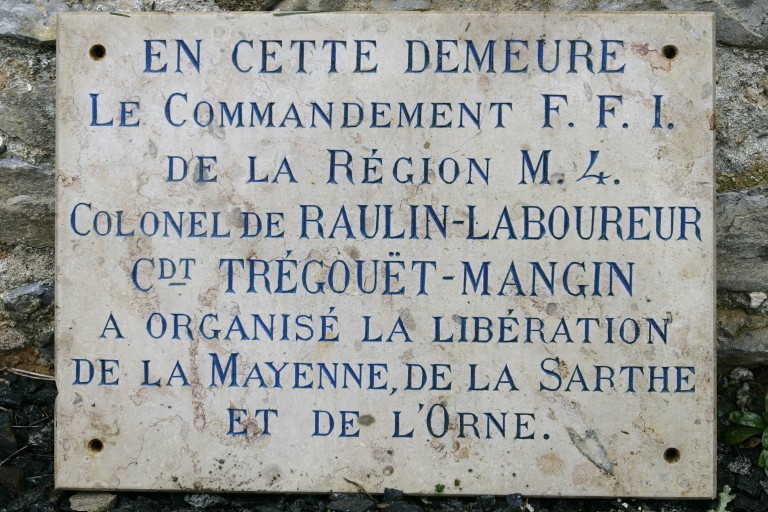 EN CETTE DEMEURE
LE COMMANDEMENT F. F. I.
DE LA RÉGION M. 4.
COLONEL DE RAULIN-LABOUREUR
CDT TRÉGOUËT-MANGIN
A ORGANISÉ LA LIBÉRATION
DE LA MAYENNE, DE LA SARTHE
ET DE L'ORNE.